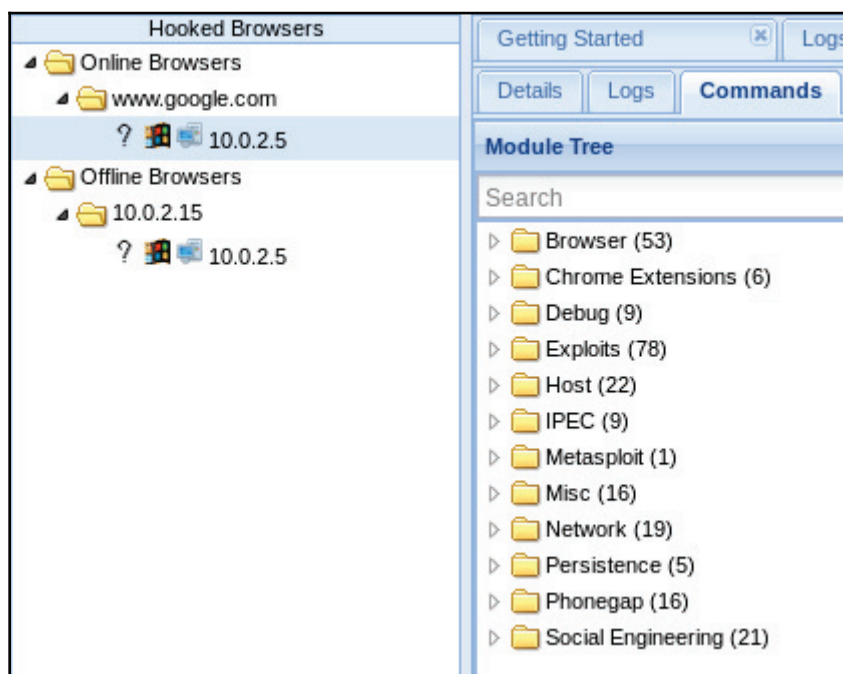 Hooked Browsers
Online Browsers
www.google.com
? 10.0.2.5
Offline Browsers
10.0.2.15
? 10.0.2.5
Getting Started
Logs
Details
Logs
Commands
Module Tree
Search
Browser (53)
Chrome Extensions (6)
Debug (9)
Exploits (78)
Host (22)
IPEC (9)
Metasploit (1)
Misc (16)
Network (19)
Persistence (5)
Phonegap (16)
Social Engineering (21)